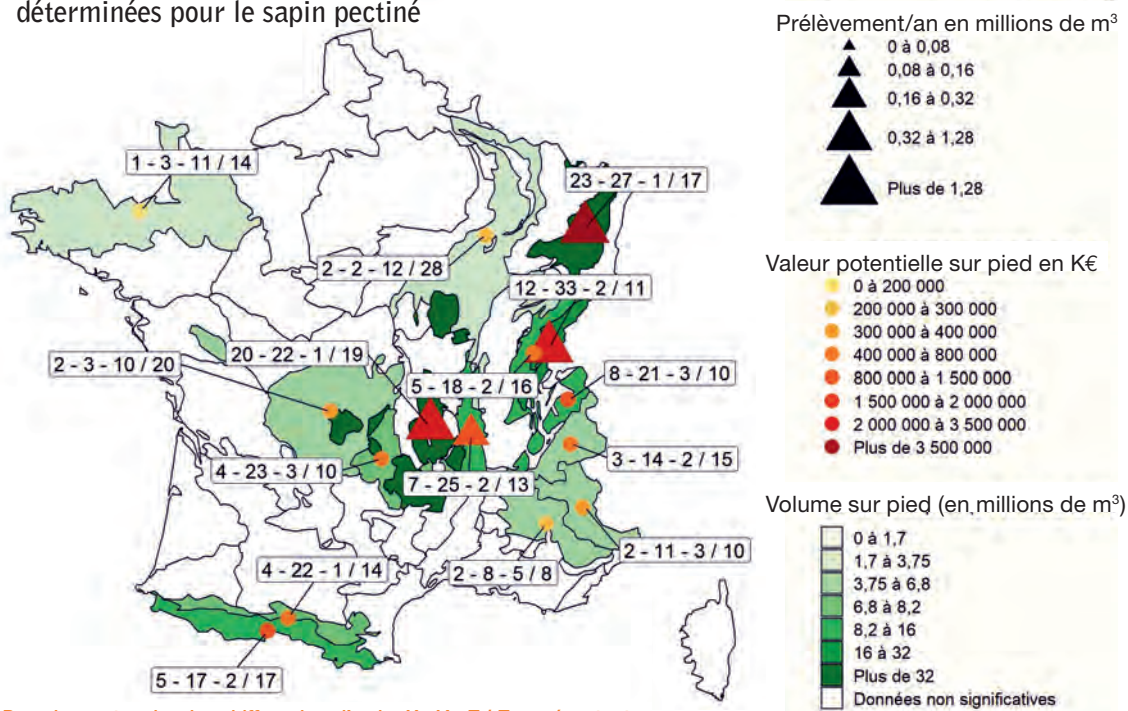 déterminées pour le sapin pectiné
1 - 3 - 11 / 14
23 - 27 - 1 / 17
2 - 2 - 12 / 28
12 - 33 - 2 / 11
2 - 3 - 10 / 20
20 - 22 - 1 / 19
5 - 18 - 2 / 16
8 - 21 - 3 / 10
4 - 23 - 3 / 10
7 - 25 - 2 / 13
3 - 14 - 2 / 15
4 - 22 - 1 / 14
2 - 8 - 5 / 8
2 - 11 - 3 / 10
5 - 17 - 2 / 17
Prélèvement/an en millions de m³
0 à 0,08
0,08 à 0,16
0,16 à 0,32
0,32 à 1,28
Plus de 1,28
Valeur potentielle sur pied en K€
0 à 200 000
200 000 à 300 000
300 000 à 400 000
400 000 à 800 000
800 000 à 1 500 000
1 500 000 à 2 000 000
2 000 000 à 3 500 000
Plus de 3 500 000
Volume sur pied (en millions de m³)
0 à 1,7
1,7 à 3,75
3,75 à 6,8
6,8 à 8,2
8,2 à 16
16 à 32
Plus de 32
Données non significatives